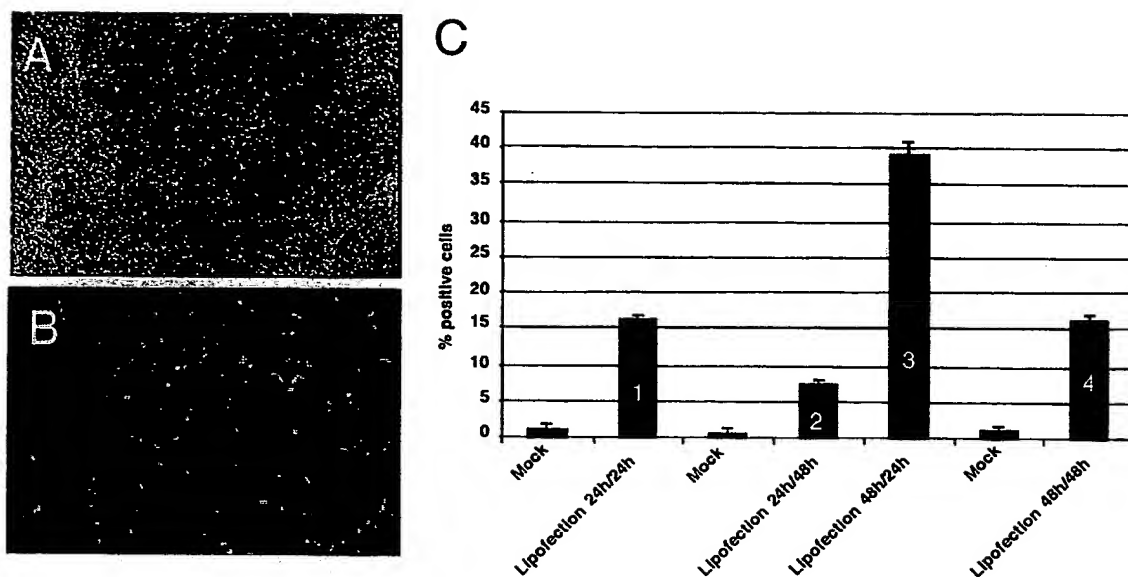 A
B
C
% positive cells
45
40
35
30
25
20
15
10
5
0
1
2
3
4
Mock
Lipofection 24h/24h
Mock
Lipofection 24h/48h
Lipofection 48h/24h
Mock
Lipofection 48h/48h